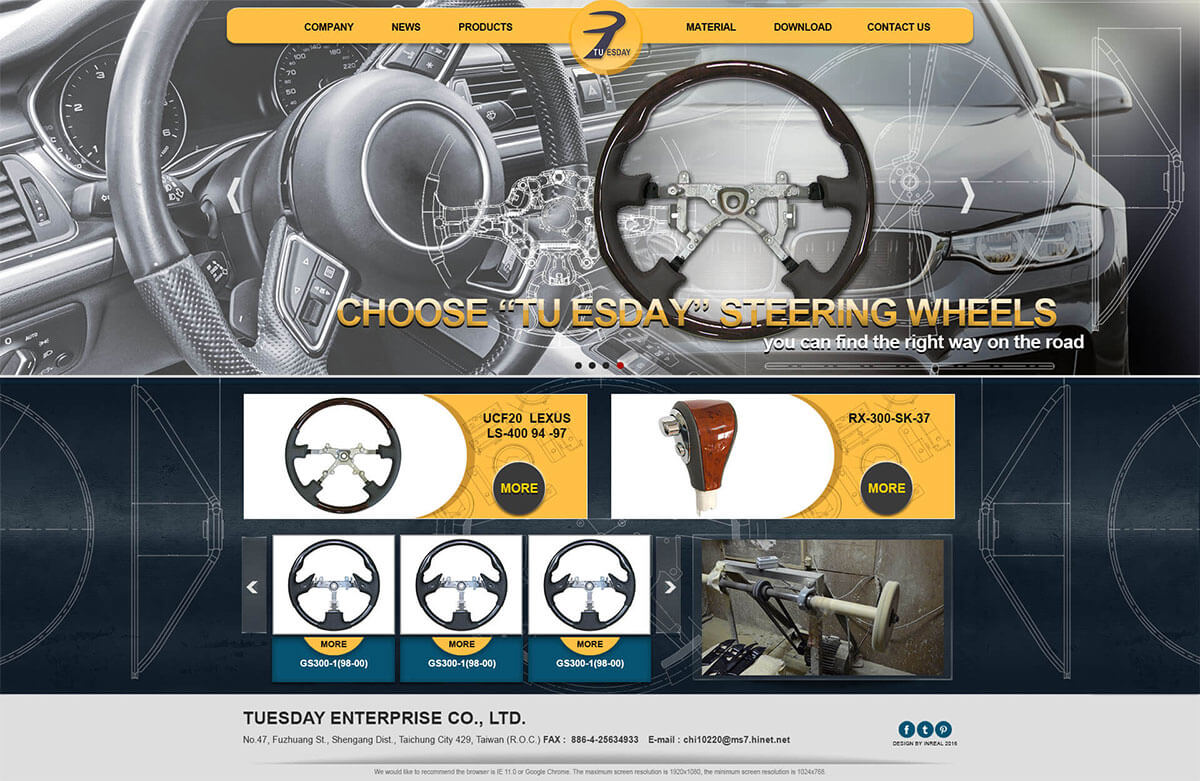 COMPANY NEWS PRODUCTS MATERIAL DOWNLOAD CONTACT US
TUESDAY
CHOOSE “TU ESDAY” STEERING WHEELS
you can find the right way on the road
UCF20 LEXUS
LS-400 94 -97
MORE
RX-300-SK-37
MORE
MORE MORE MORE
GS300-1(98-00) GS300-1(98-00) GS300-1(98-00)
TUESDAY ENTERPRISE CO., LTD.
No.47, Fuzhuang St., Shengang Dist., Taichung City 429, Taiwan (R.O.C.) FAX : 886-4-25634933 E-mail : chi10220@ms7.hinet.net
DESIGN BY INREAL 2016
We would like to recommend the browser is IE 11.0 or Google Chrome. The maximum screen resolution is 1920x1080, the minimum screen resolution is 1024x768.